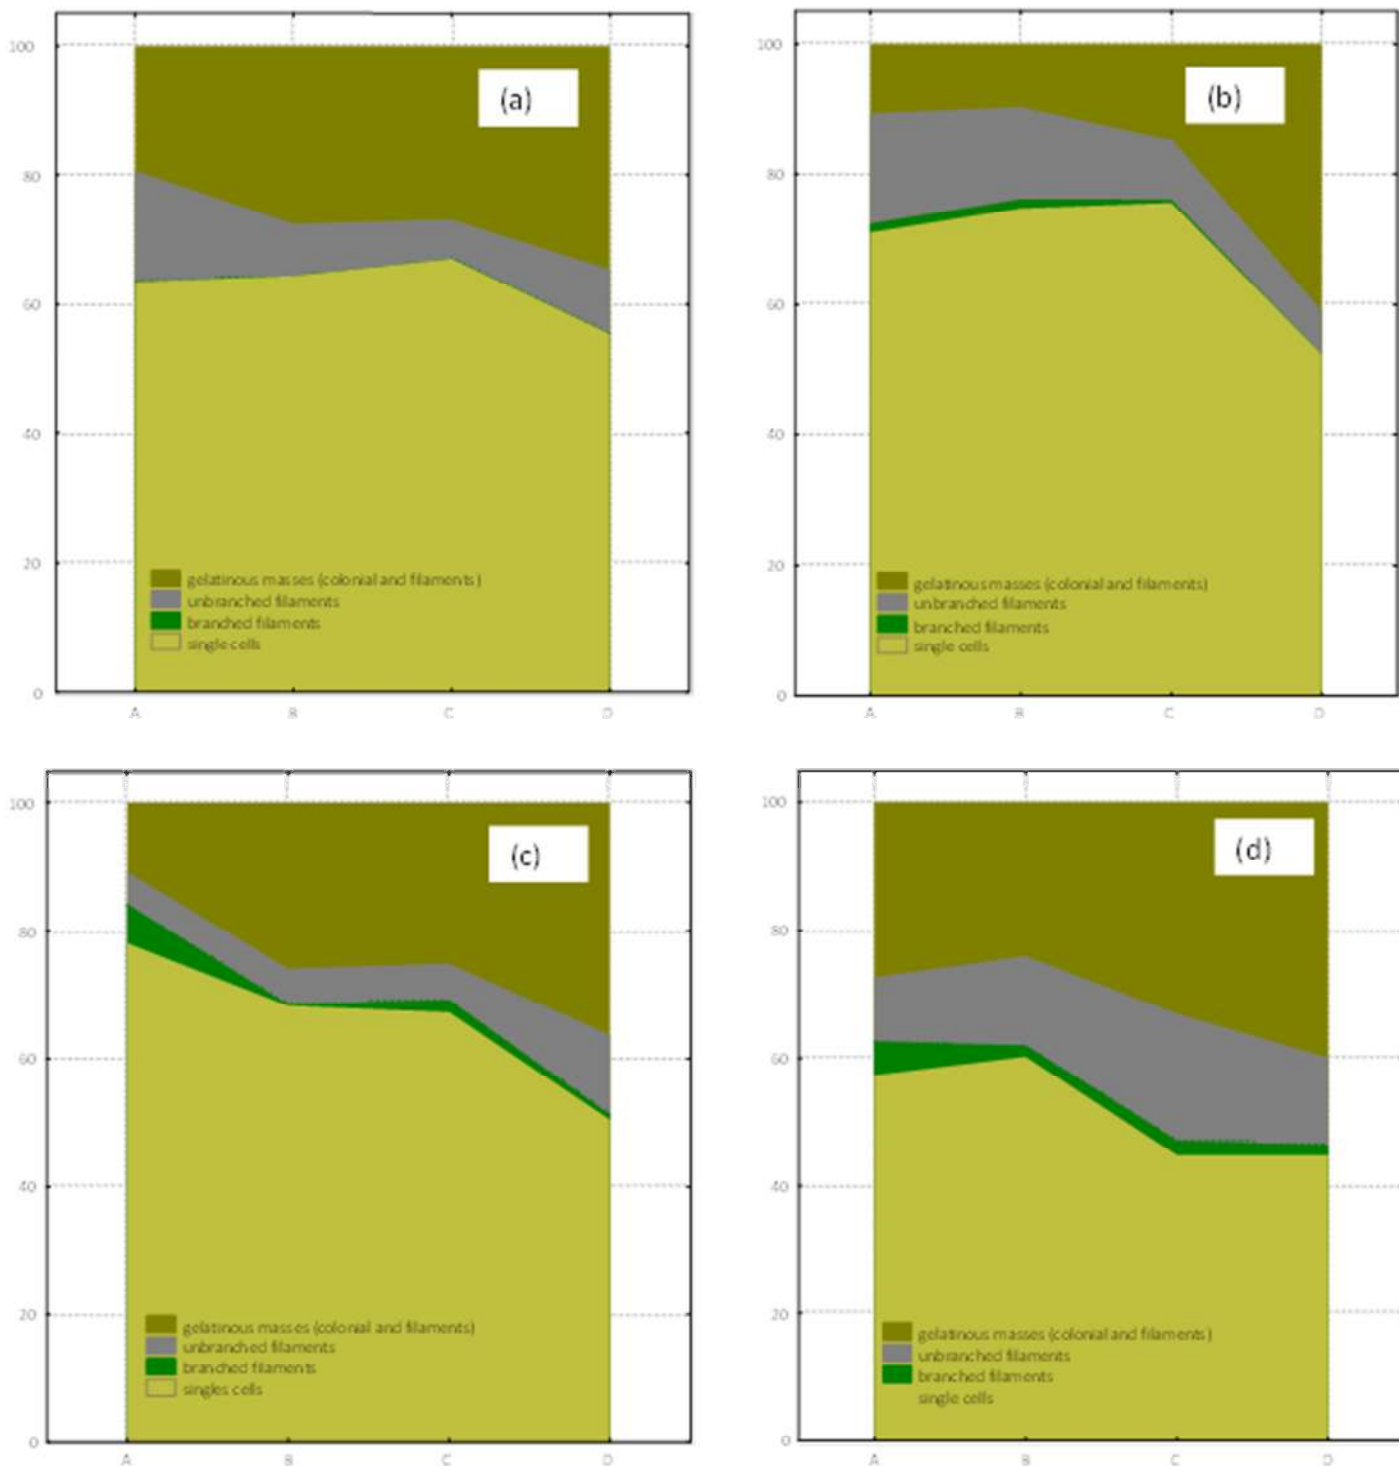 100
(a)
80
60
40
20
gelatinous masses (colonial and filaments)
unbranched filaments
branched filaments
single cells
0
A B C D
100
(b)
80
60
40
20
gelatinous masses (colonial and filaments)
unbranched filaments
branched filaments
single cells
0
A B C D
100
(c)
80
60
40
20
gelatinous masses (colonial and filaments)
unbranched filaments
branched filaments
singles cells
0
A B C D
100
(d)
80
60
40
20
gelatinous masses (colonial and filaments)
unbranched filaments
branched filaments
single cells
0
A B C D